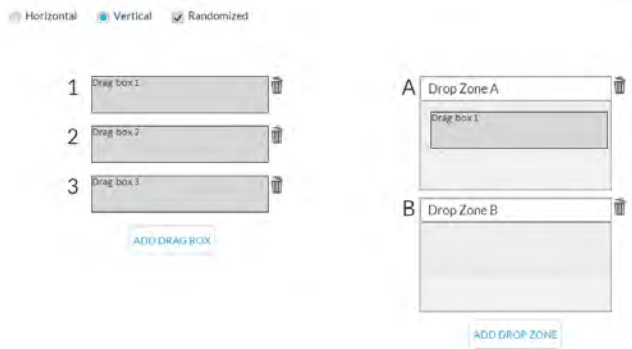 Horizontal Vertical Randomized
1 Drag box 1
2 Drag box 2
3 Drag box 3
ADD DRAG BOX
A Drop Zone A
Drag box 1
B Drop Zone B
ADD DROP ZONE